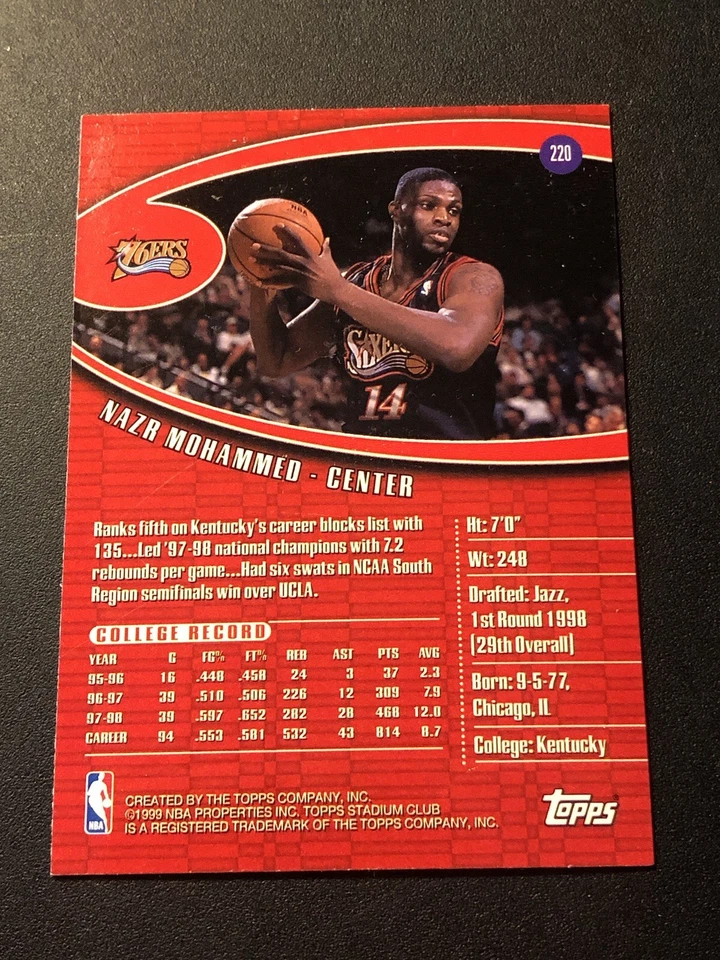 220
76ERS
NBA
SIXERS
14
NAZR MOHAMMED - CENTER
Ranks fifth on Kentucky's career blocks list with
135...Led '97-98 national champions with 7.2
rebounds per game...Had six swats in NCAA South
Region semifinals win over UCLA.
COLLEGE RECORD
YEAR G FG% FT% REB AST PTS AVG
95-96 16 .448 .458 24 3 37 2.3
96-97 39 .510 .506 226 12 309 7.9
97-98 39 .597 .652 282 28 468 12.0
CAREER 94 .553 .581 532 43 814 8.7
Ht: 7'0"
Wt: 248
Drafted: Jazz,
1st Round 1998
(29th Overall)
Born: 9-5-77,
Chicago, IL
College: Kentucky
NBA
CREATED BY THE TOPPS COMPANY, INC.
©1999 NBA PROPERTIES INC. TOPPS STADIUM CLUB
IS A REGISTERED TRADEMARK OF THE TOPPS COMPANY, INC.
topps